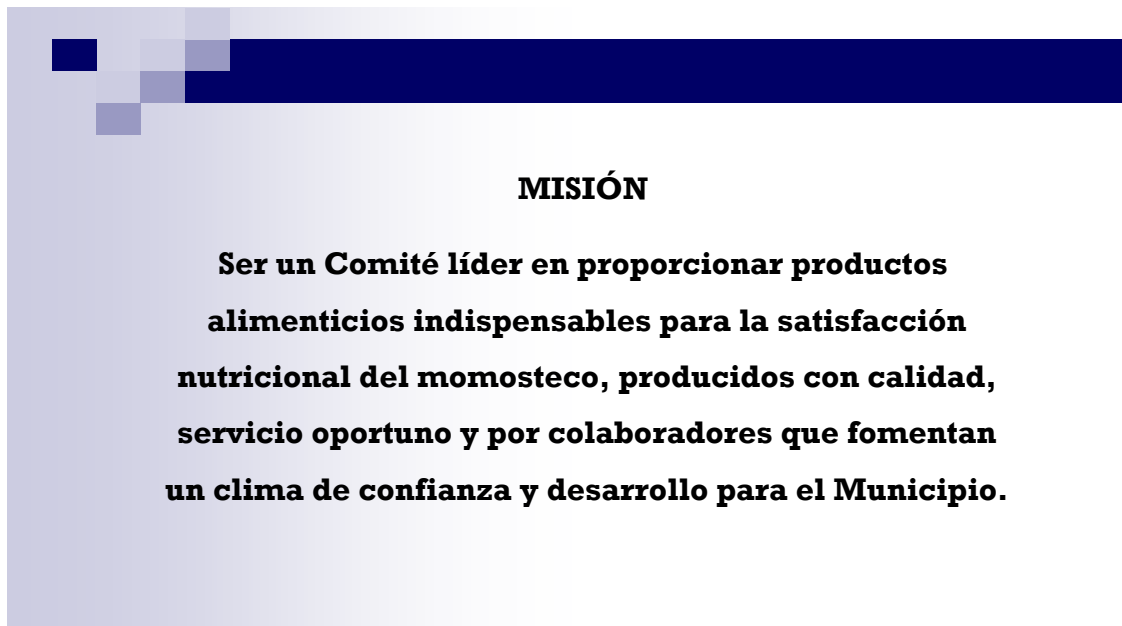 MISIÓN
Ser un Comité líder en proporcionar productos
alimenticios indispensables para la satisfacción
nutricional del momosteco, producidos con calidad,
servicio oportuno y por colaboradores que fomentan
un clima de confianza y desarrollo para el Municipio.